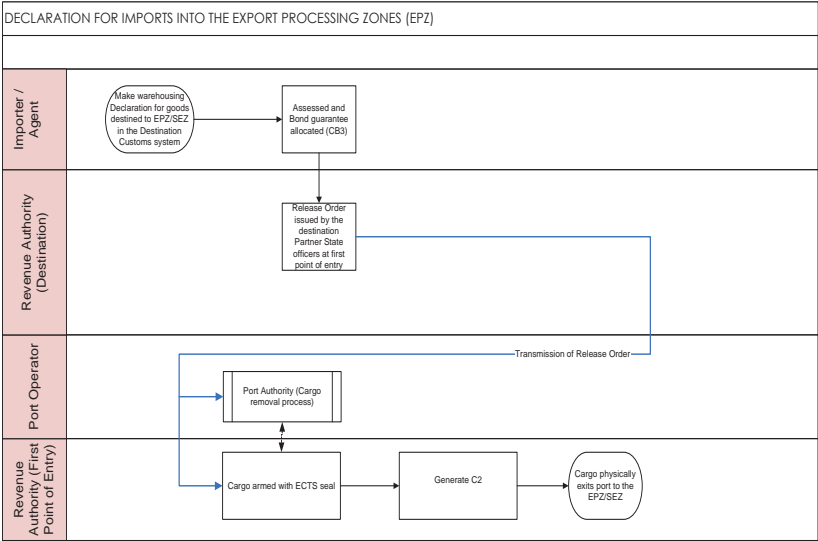 DECLARATION FOR IMPORTS INTO THE EXPORT PROCESSING ZONES (EPZ)
Importer /
Agent
Make warehousing
Declaration for goods
destined to EPZ/SEZ
in the Destination
Customs system
Assessed and
Bond guarantee
allocated (CB3)
Revenue Authority
(Destination)
Release Order
issued by the
destination
Partner State
officers at first
point of entry
Port Operator
Transmission of Release Order
Port Authority (Cargo
removal process)
Revenue
Authority (First
Point of Entry)
Cargo armed with ECTS seal
Generate C2
Cargo physically
exits port to the
EPZ/SEZ